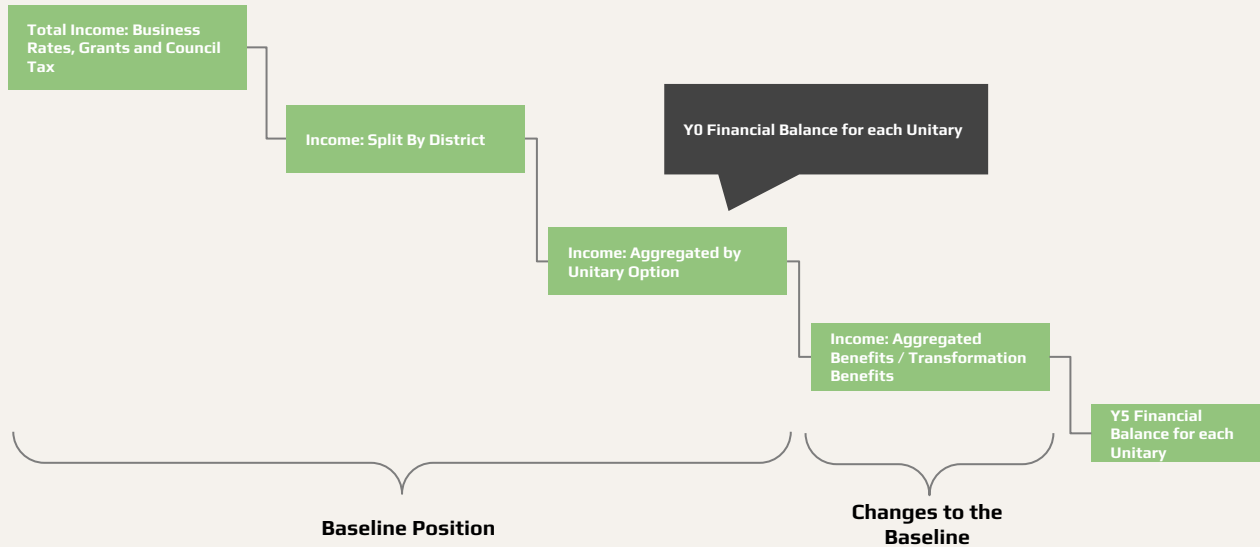 Total Income: Business
Rates, Grants and Council
Tax
Income: Split By District
Y0 Financial Balance for each Unitary
Income: Aggregated by
Unitary Option
Income: Aggregated
Benefits / Transformation
Benefits
Y5 Financial
Balance for each
Unitary
Baseline Position
Changes to the
Baseline